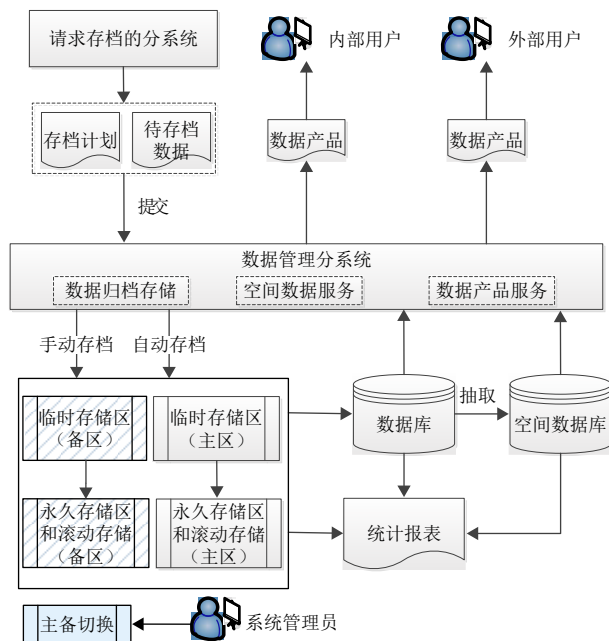 请求存档的分系统
内部用户
外部用户
存档计划
待存档
数据
数据产品
数据产品
提交
数据管理分系统
数据归档存储
空间数据服务
数据产品服务
手动存档
自动存档
临时存储区
（备区）
临时存储区
（主区）
数据库
抽取
空间数据库
永久存储区
和滚动存储
（备区）
永久存储区
和滚动存储
（主区）
统计报表
主备切换
系统管理员